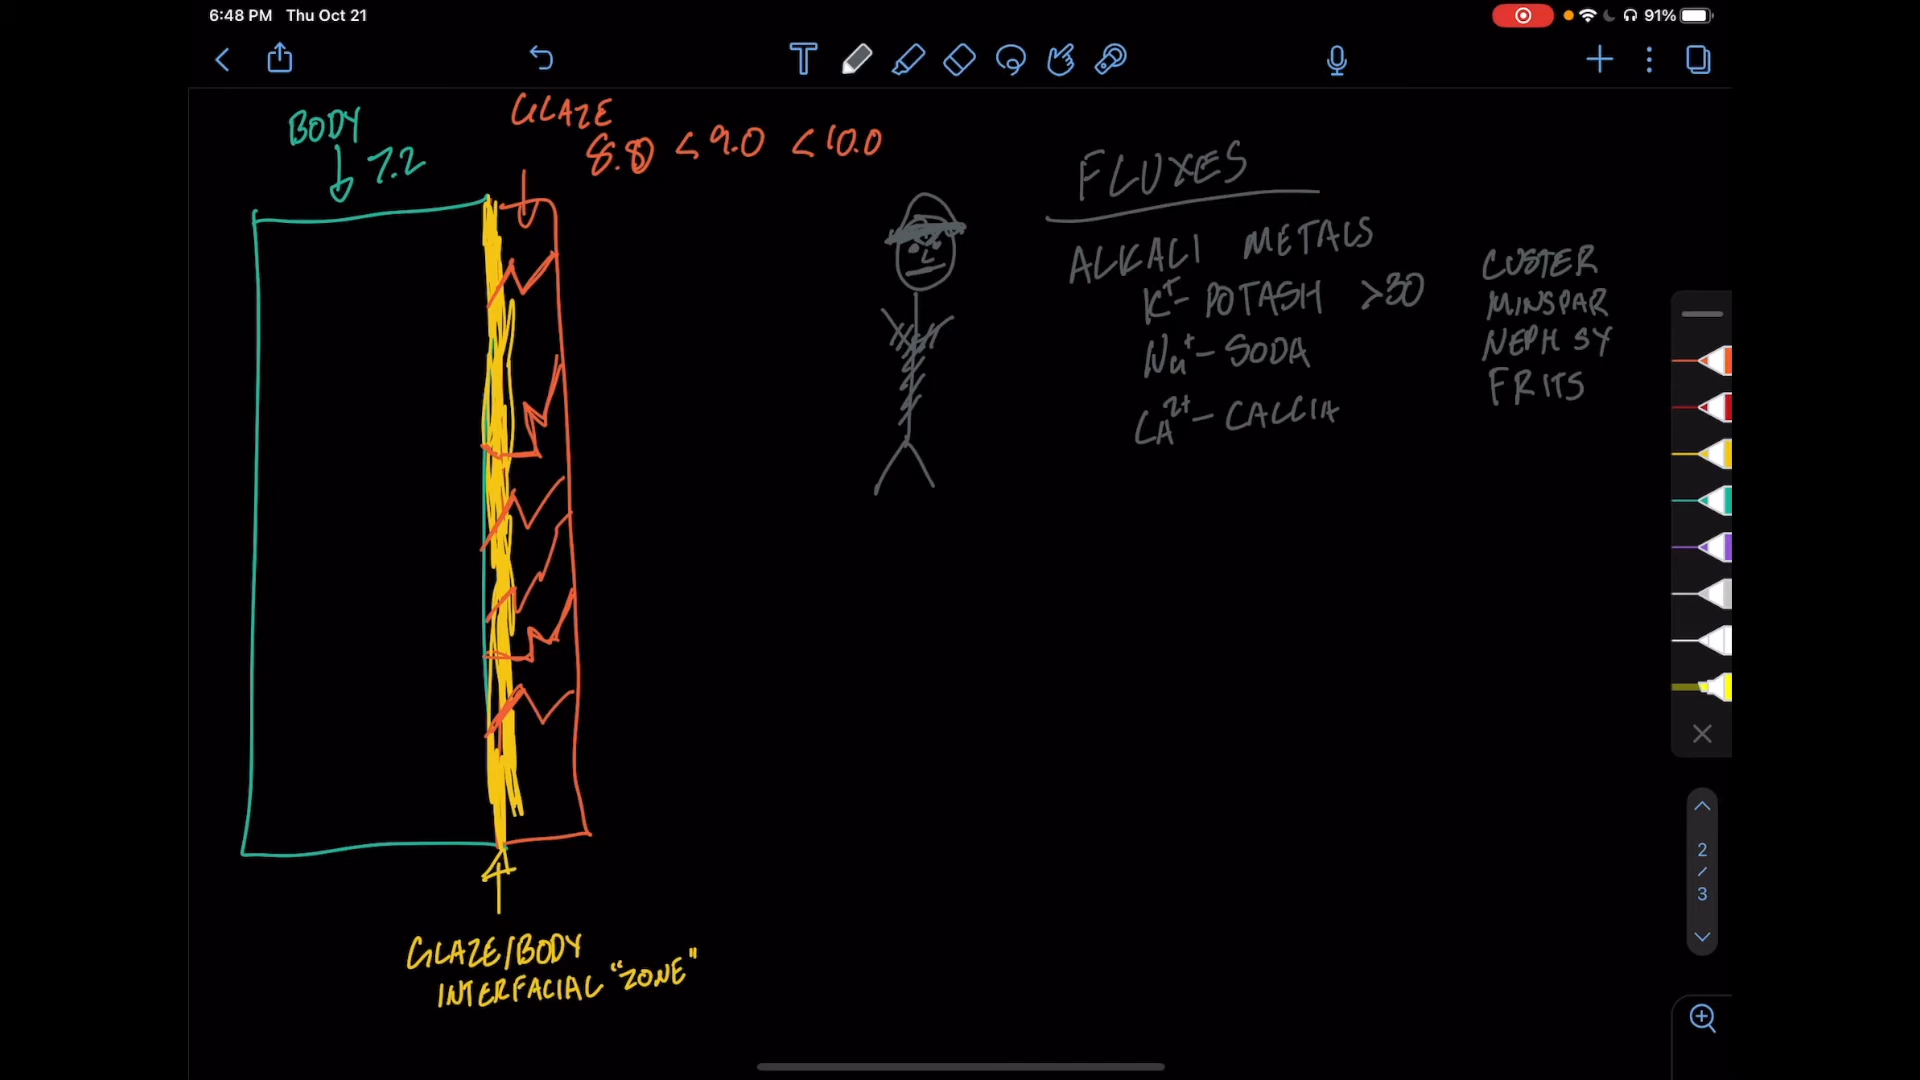 6:48 PM Thu Oct 21
91%
BODY
7.2
GLAZE
8.80 < 9.0 < 10.0
FLUXES
ALKALI METALS
K+ - POTASH >30
Na+ - SODA
CA2+ - CALCIA
CUSTER
MINSPAR
NEPH SY
FRITS
GLAZE/BODY
INTERFACIAL "ZONE"
2
/
3